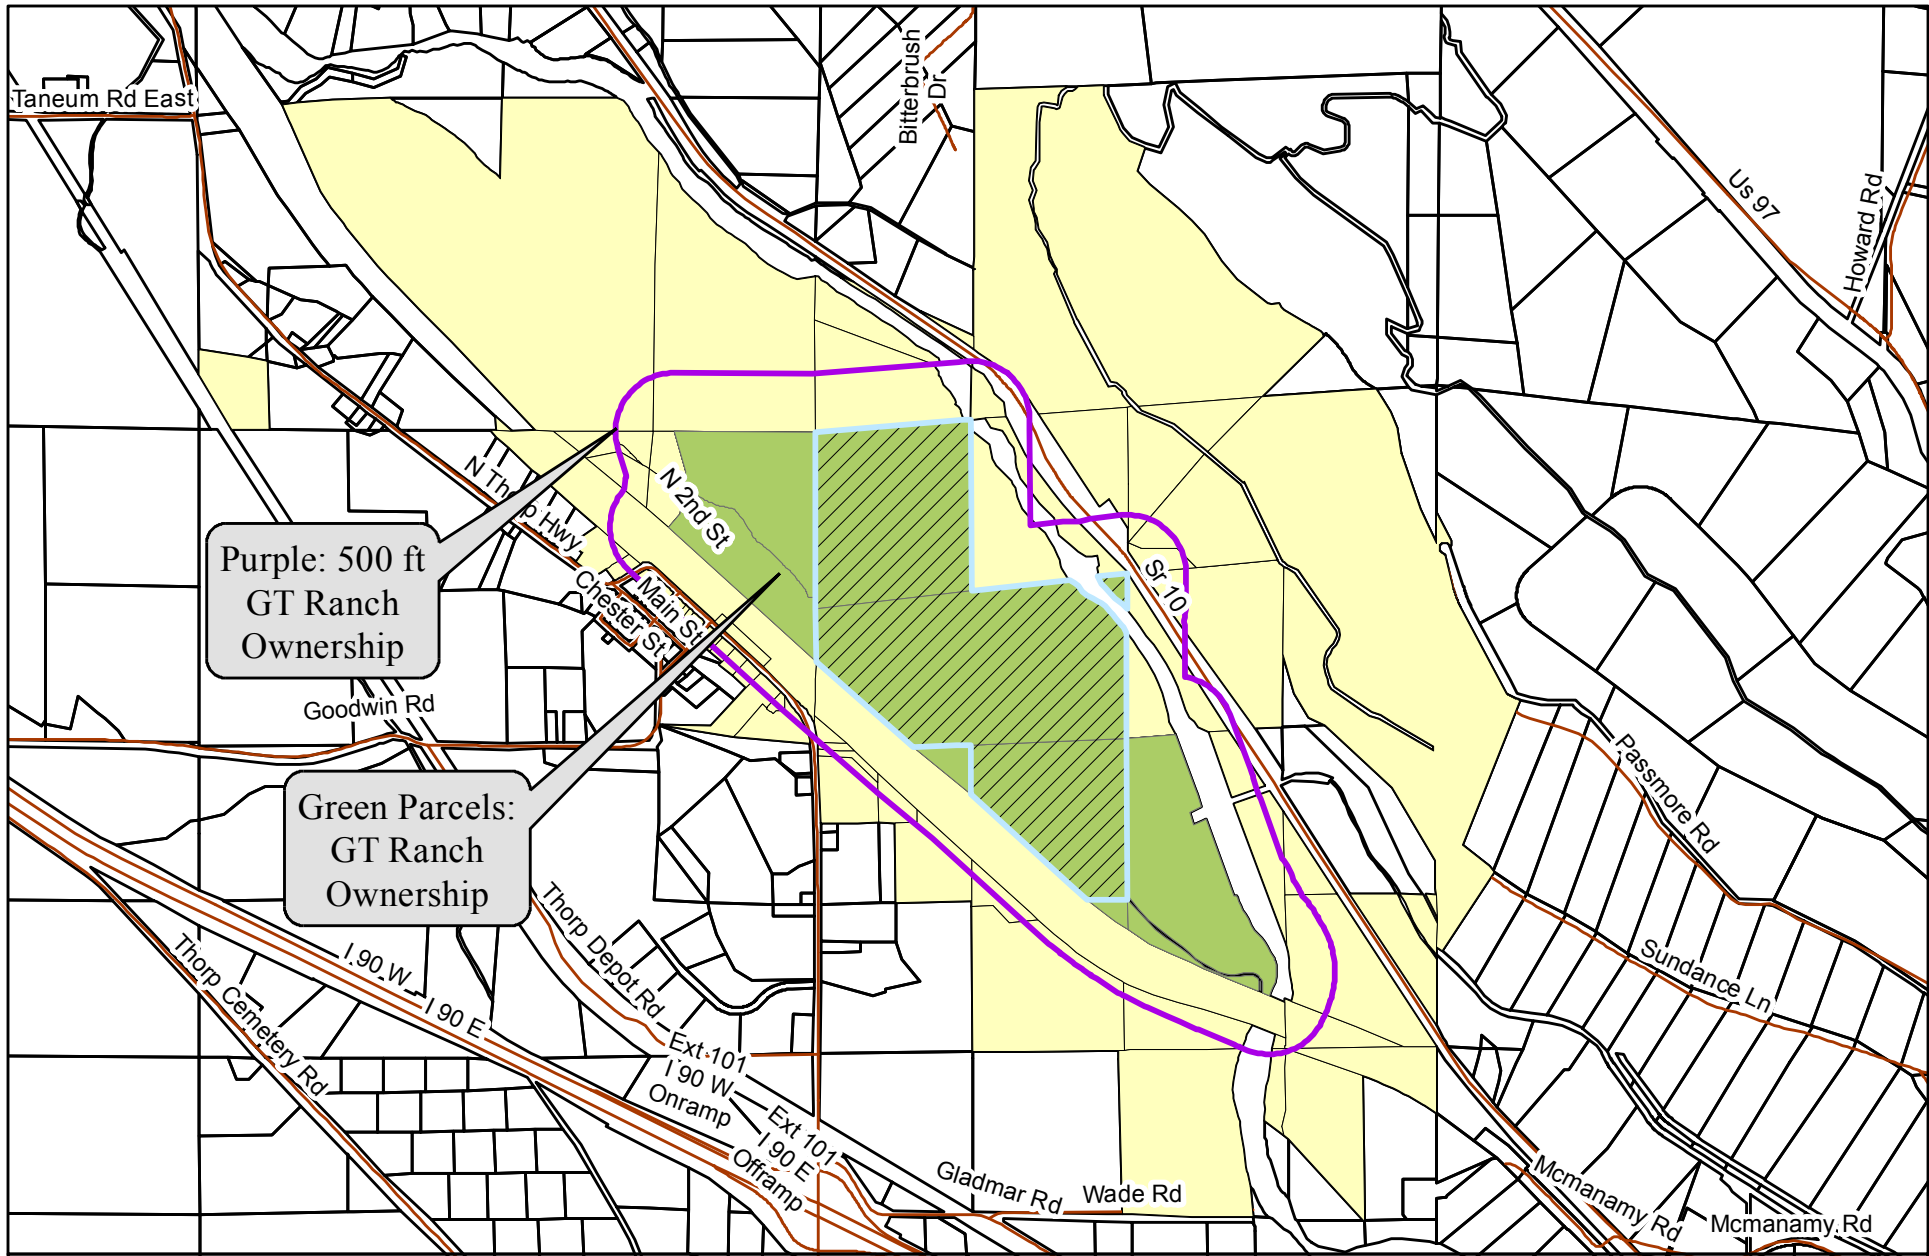 Bitterbrush
Dr
Taneum Rd East
Us 97
Howard Rd
N Thorp Hwy
N 2nd St
Purple: 500 ft
GT Ranch
Ownership
Main St
Chester St
Sr 10
Goodwin Rd
Passmore Rd
Green Parcels:
GT Ranch
Ownership
Thorp Depot Rd
I 90 W
I 90 E
Thorp Cemetery Rd
Sundance Ln
Ext 101
I 90 W
Onramp
Ext 101
I 90 E
Offramp
Gladmar Rd
Wade Rd
Mcmanamy Rd
Mcmanamy Rd